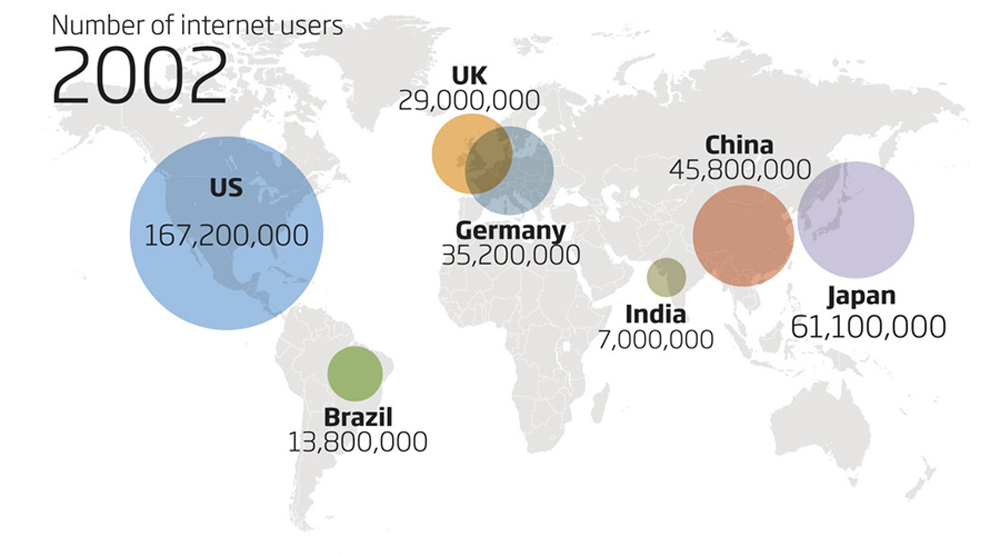 Number of internet users
2002
UK
29,000,000
US
167,200,000
China
45,800,000
Germany
35,200,000
India
7,000,000
Japan
61,100,000
Brazil
13,800,000